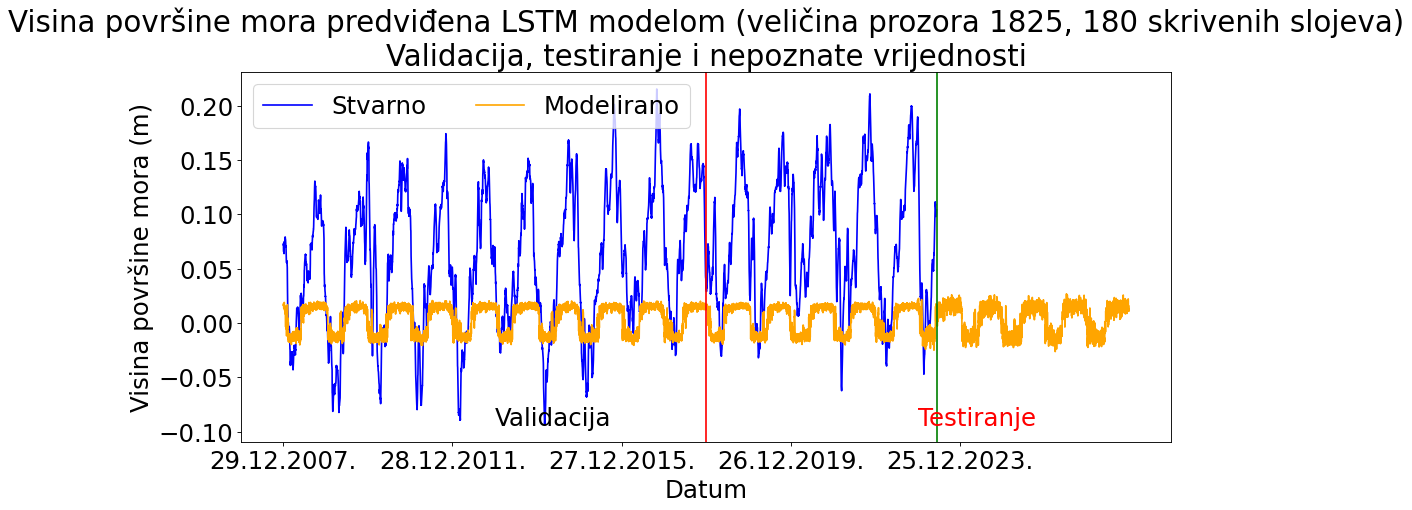 Visina površine mora predviđena LSTM modelom (veličina prozora 1825, 180 skrivenih slojeva)
Validacija, testiranje i nepoznate vrijednosti
Stvarno
Modelirano
Visina površine mora (m)
0.20
0.15
0.10
0.05
0.00
−0.05
−0.10
Validacija
Testiranje
29.12.2007.
28.12.2011.
27.12.2015.
26.12.2019.
25.12.2023.
Datum